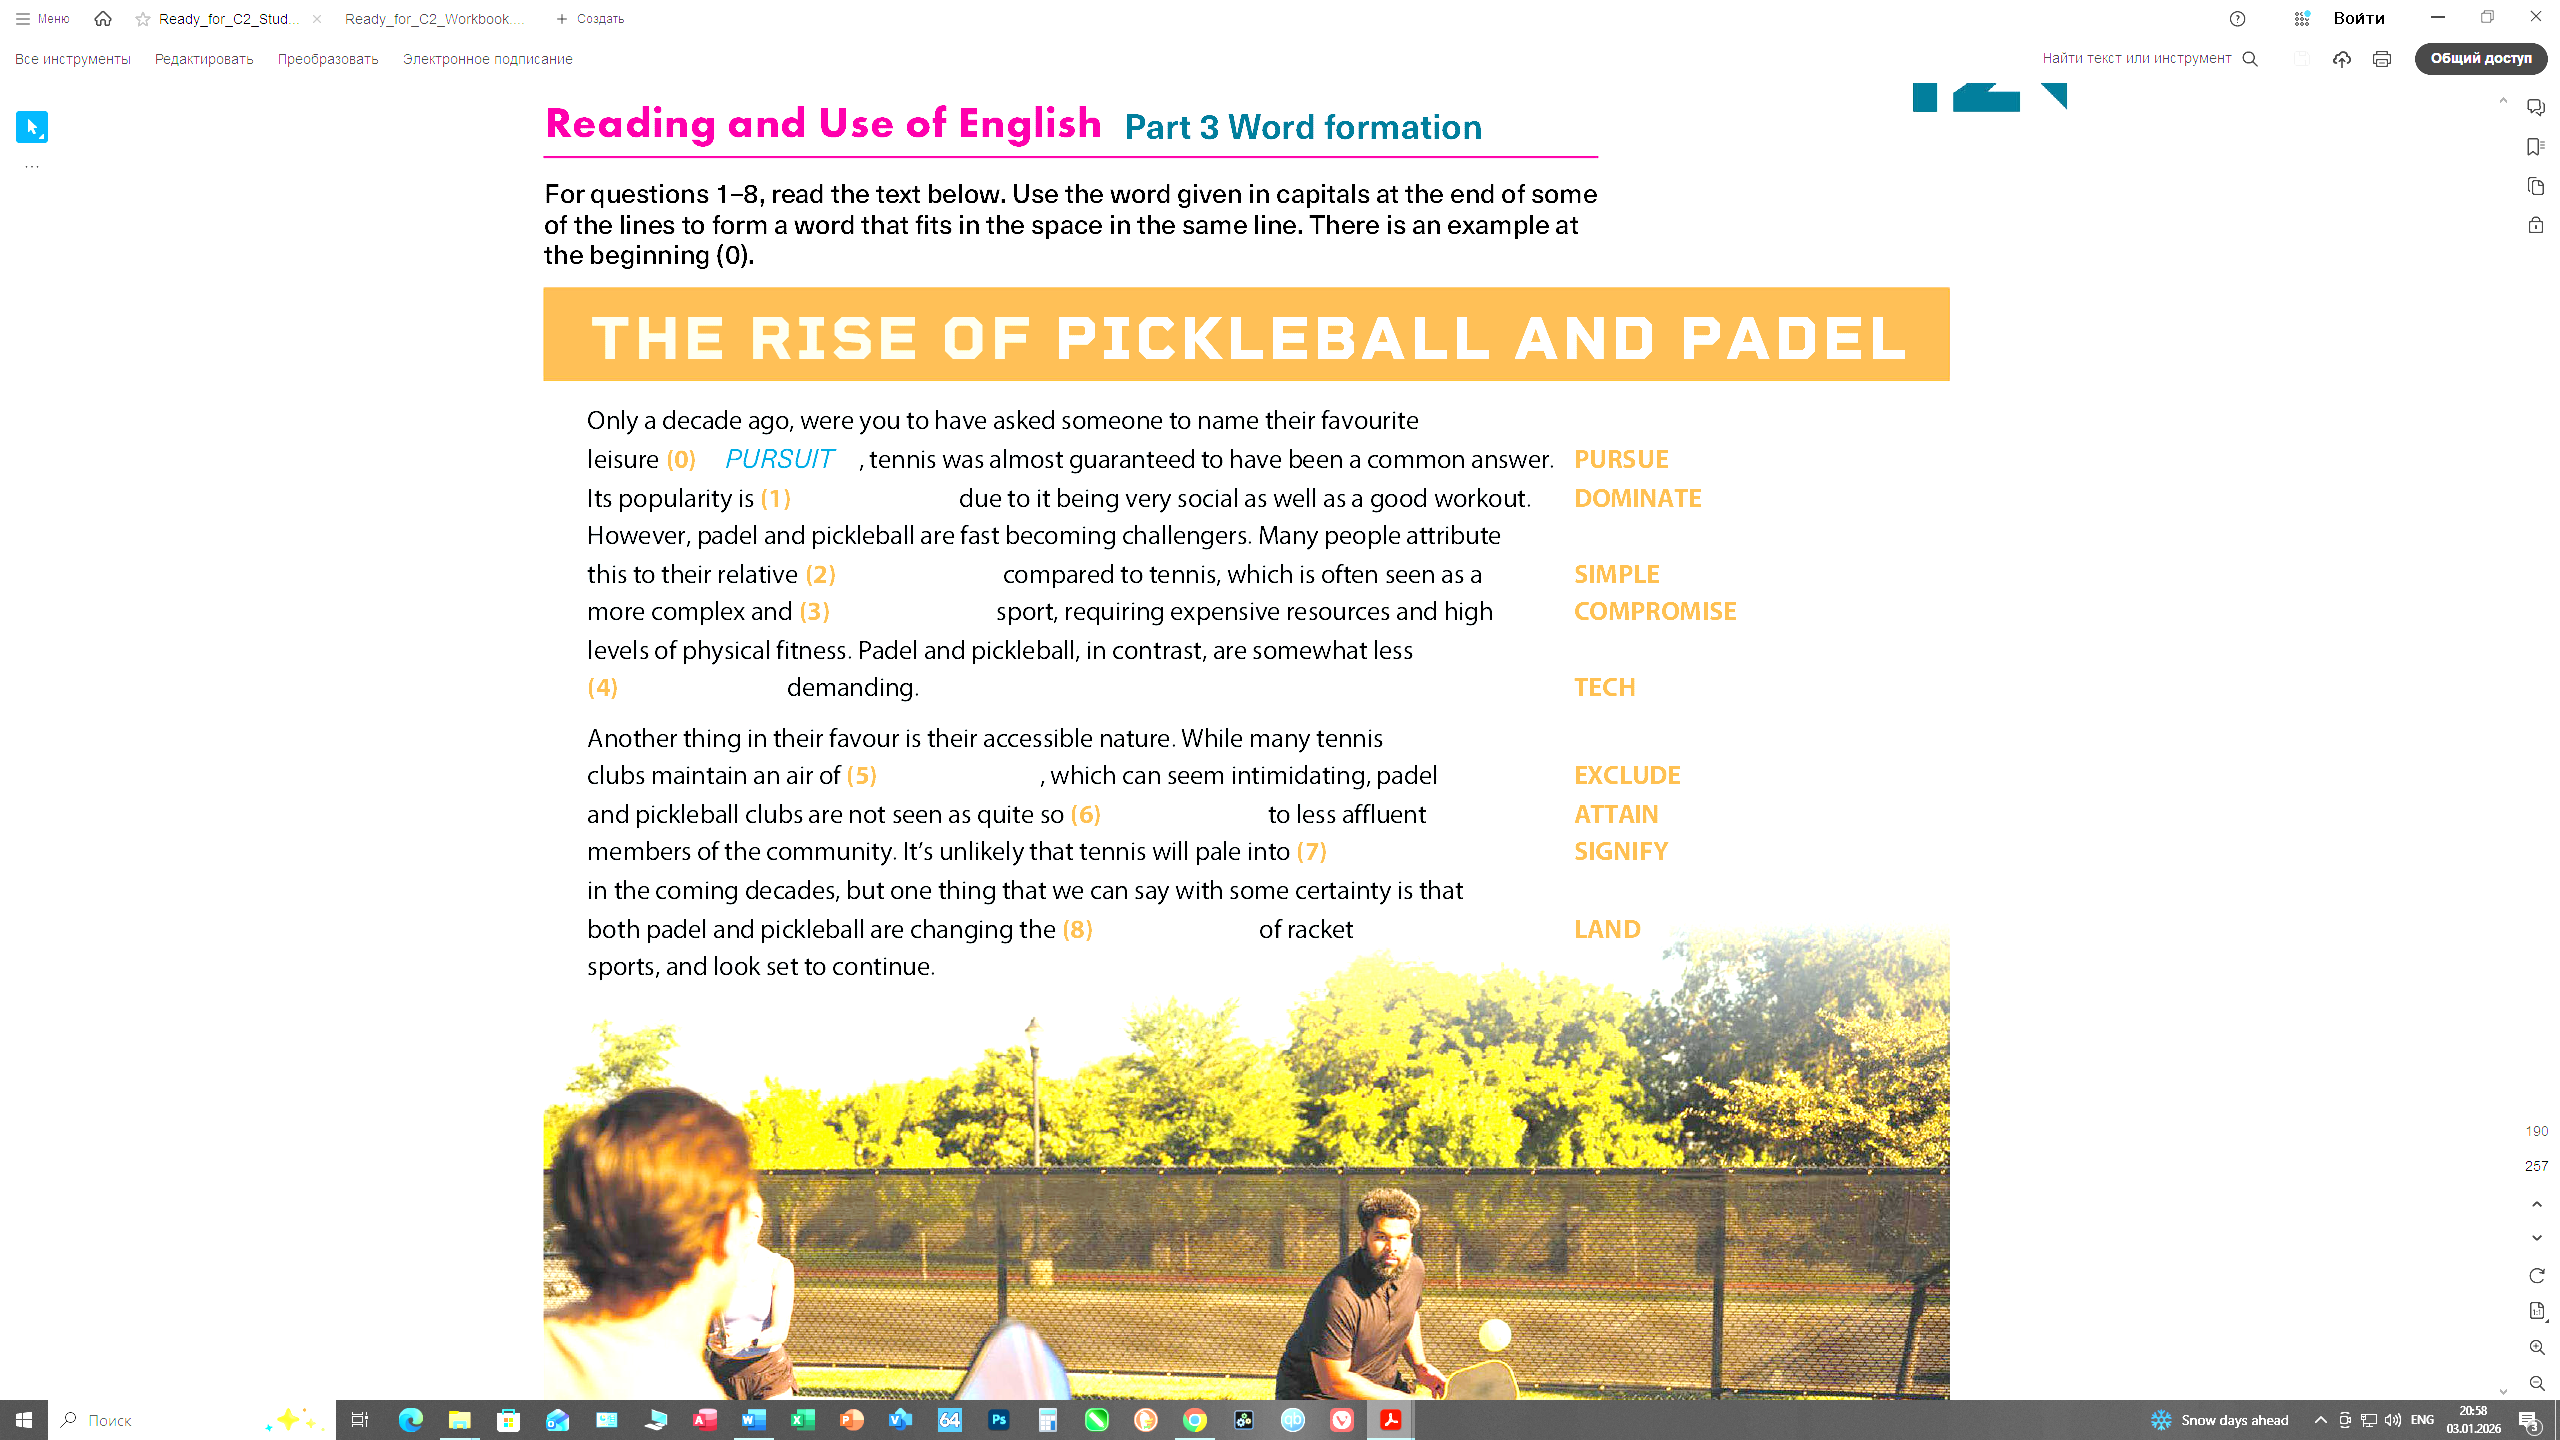 Меню
Ready_for_C2_Stud...
Ready_for_C2_Workbook....
Создать
Войти
Все инструменты
Редактировать
Преобразовать
Электронное подписание
Найти текст или инструмент
Общий доступ
Reading and Use of English Part 3 Word formation
For questions 1–8, read the text below. Use the word given in capitals at the end of some
of the lines to form a word that fits in the space in the same line. There is an example at
the beginning (0).
THE RISE OF PICKLEBALL AND PADEL
Only a decade ago, were you to have asked someone to name their favourite
leisure (0) PURSUIT , tennis was almost guaranteed to have been a common answer. PURSUE
Its popularity is (1) due to it being very social as well as a good workout. DOMINATE
However, padel and pickleball are fast becoming challengers. Many people attribute
this to their relative (2) compared to tennis, which is often seen as a SIMPLE
more complex and (3) sport, requiring expensive resources and high COMPROMISE
levels of physical fitness. Padel and pickleball, in contrast, are somewhat less
(4) demanding. TECH
Another thing in their favour is their accessible nature. While many tennis
clubs maintain an air of (5) , which can seem intimidating, padel EXCLUDE
and pickleball clubs are not seen as quite so (6) to less affluent ATTAIN
members of the community. It's unlikely that tennis will pale into (7) SIGNIFY
in the coming decades, but one thing that we can say with some certainty is that
both padel and pickleball are changing the (8) of racket LAND
sports, and look set to continue.
190
257
Поиск
64
Ps
qb
Snow days ahead
ENG
20:58
03.01.2026
3